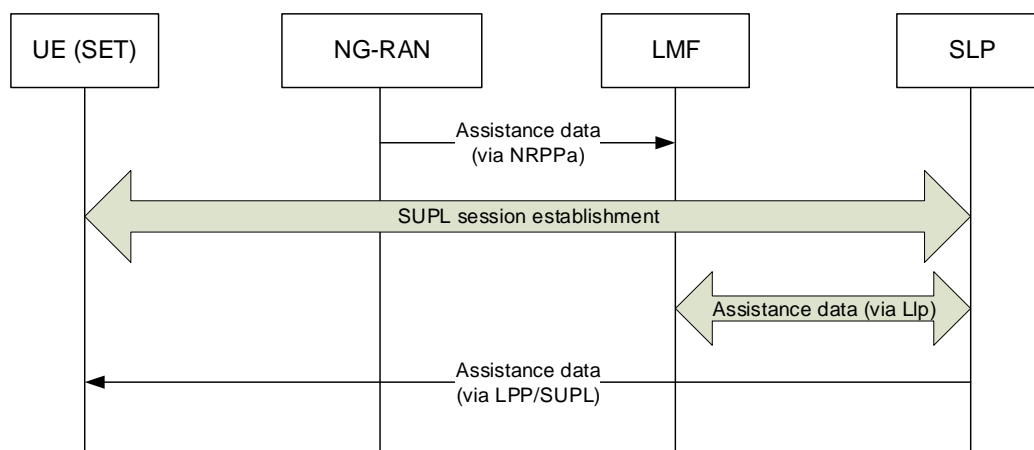 UE (SET)
NG-RAN
LMF
SLP
Assistance data
(via NRPPa)
SUPL session establishment
Assistance data (via Llp)
Assistance data
(via LPP/SUPL)